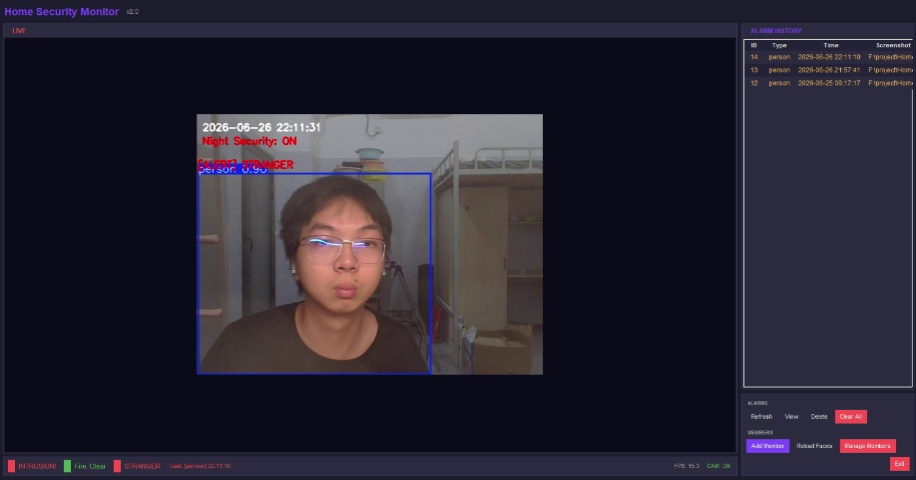 Home Security Monitor v2.0
LIVE
2026-06-26 22:11:31
Night Security: ON
[ALERT] STRANGER
person 0.90
INTRUSION! Fire: Clear STRANGER Last: [person] 22:11:19 FPS: 15.3 CAM: OK
ALARM HISTORY
ID Type Time Screenshot
14 person 2026-06-26 22:11:19 F:\project\Hom
13 person 2026-06-26 21:57:41 F:\project\Hom
12 person 2026-06-25 09:17:17 F:\project\Hom
ALARMS
Refresh View Delete Clear All
MEMBERS
Add Member Reload Faces Manage Members
Exit